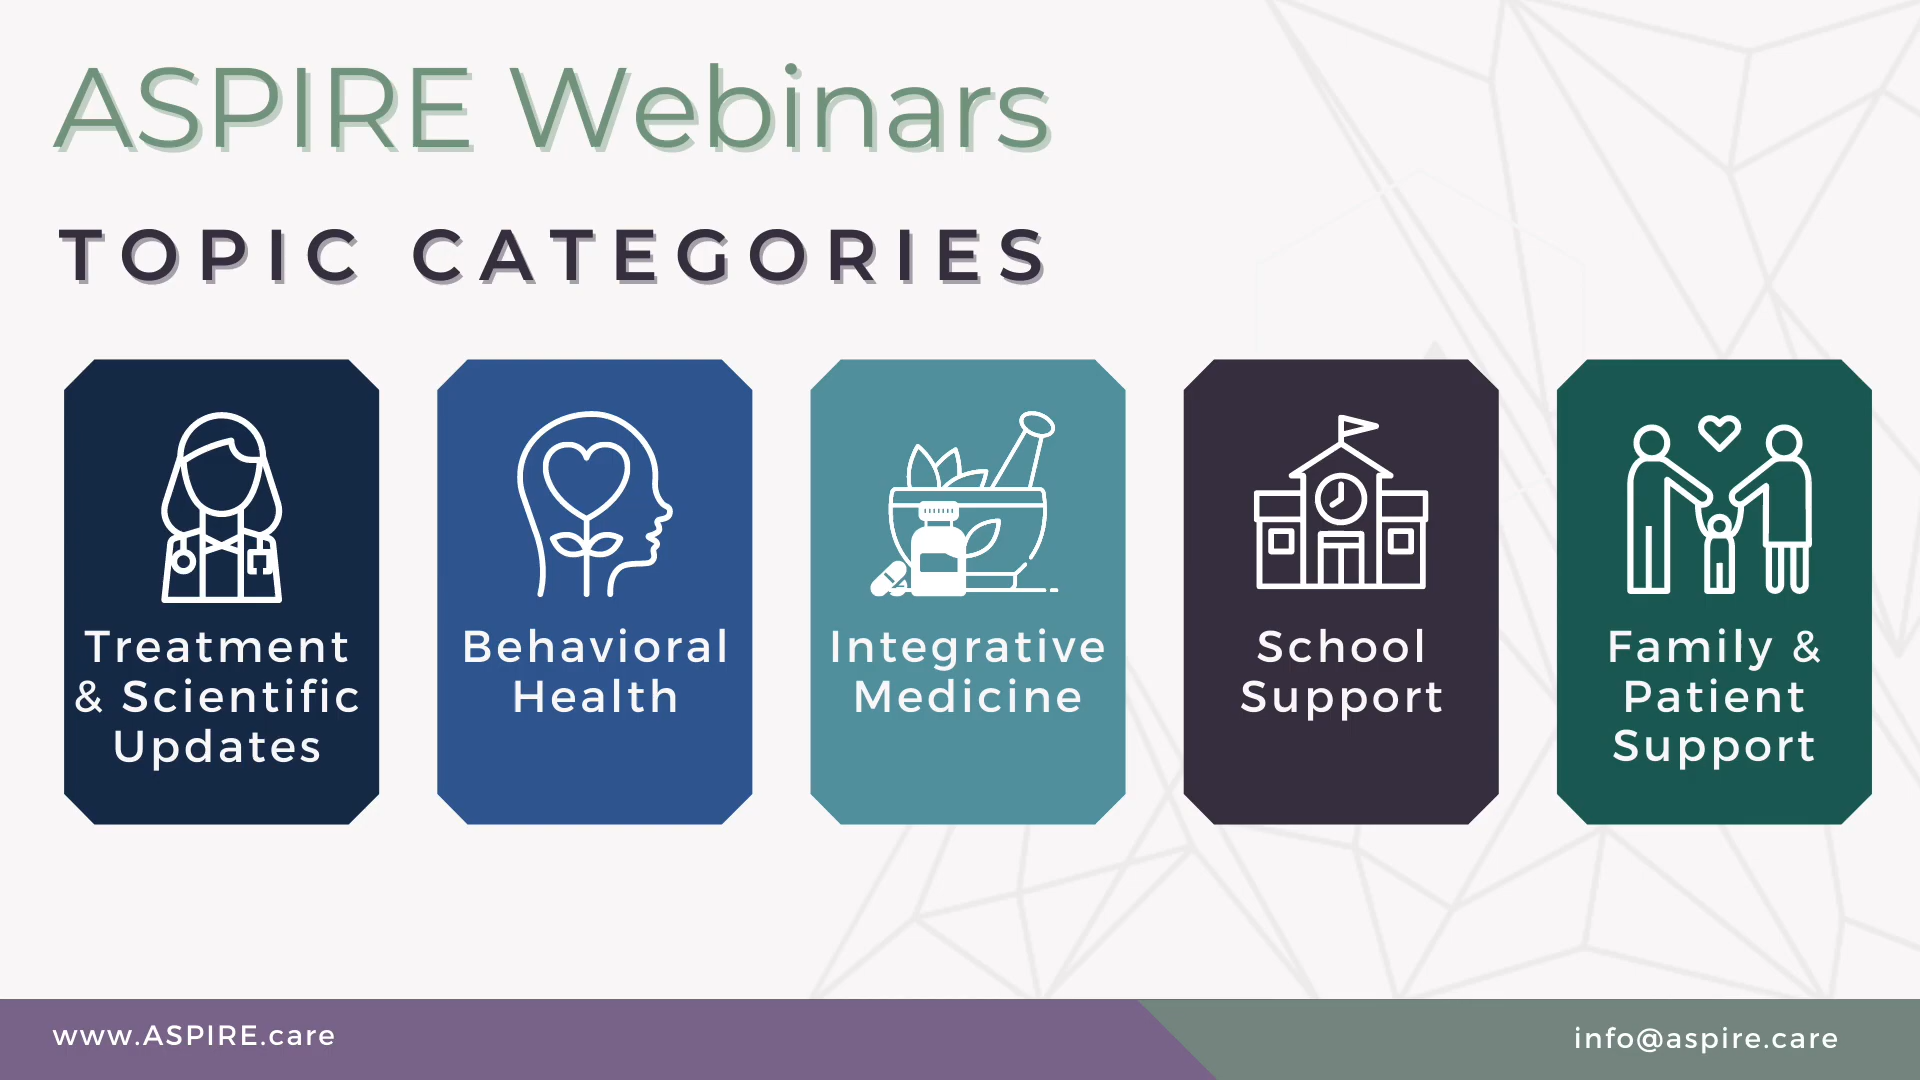 ASPIRE Webinars
TOPIC CATEGORIES
Treatment
& Scientific
Updates
Behavioral
Health
Integrative
Medicine
School
Support
Family &
Patient
Support
www.ASPIRE.care
info@aspire.care